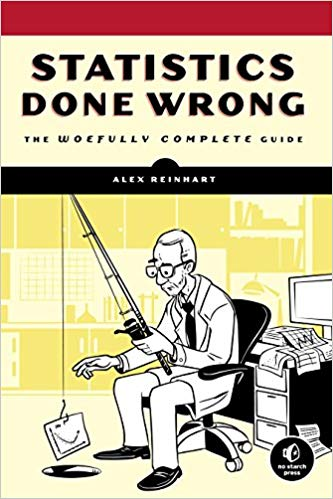 STATISTICS
DONE WRONG
THE WOEFULLY COMPLETE GUIDE
ALEX REINHART
no starch
press